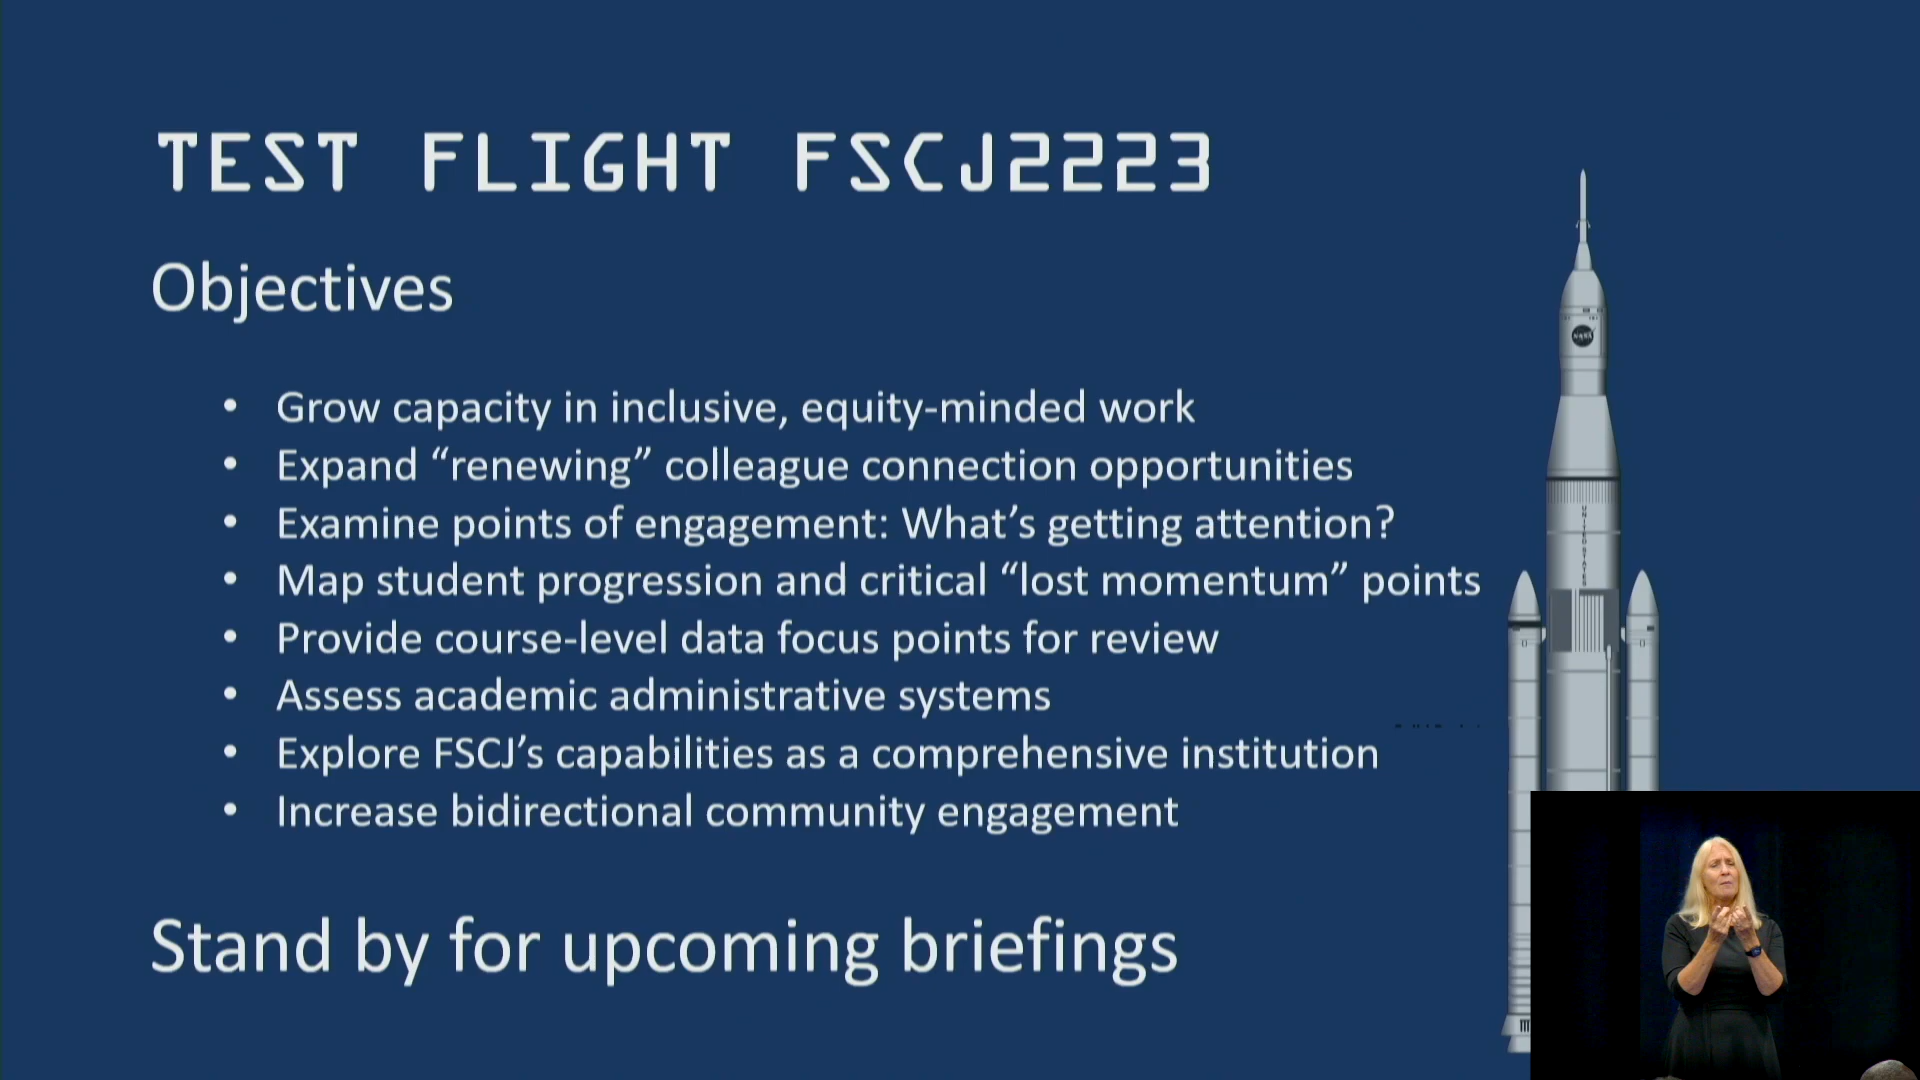 TEST FLIGHT FSCJ2223
Objectives
• Grow capacity in inclusive, equity-minded work
• Expand “renewing” colleague connection opportunities
• Examine points of engagement: What’s getting attention?
• Map student progression and critical “lost momentum” points
• Provide course-level data focus points for review
• Assess academic administrative systems
• Explore FSCJ’s capabilities as a comprehensive institution
• Increase bidirectional community engagement
Stand by for upcoming briefings
NASA
UNITED STATES